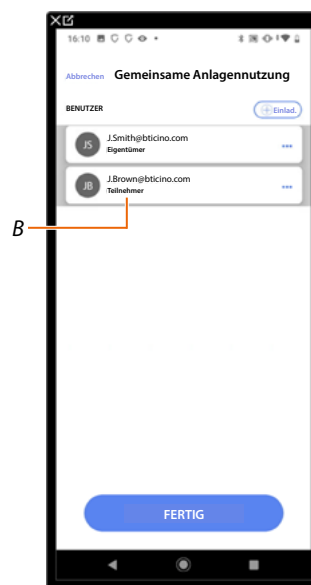 16:10
Abbrechen Gemeinsame Anlagennutzung
BENUTZER
Einlad.
JS
J.Smith@bticino.com
Eigentümer
JB
J.Brown@bticino.com
Teilnehmer
B
FERTIG